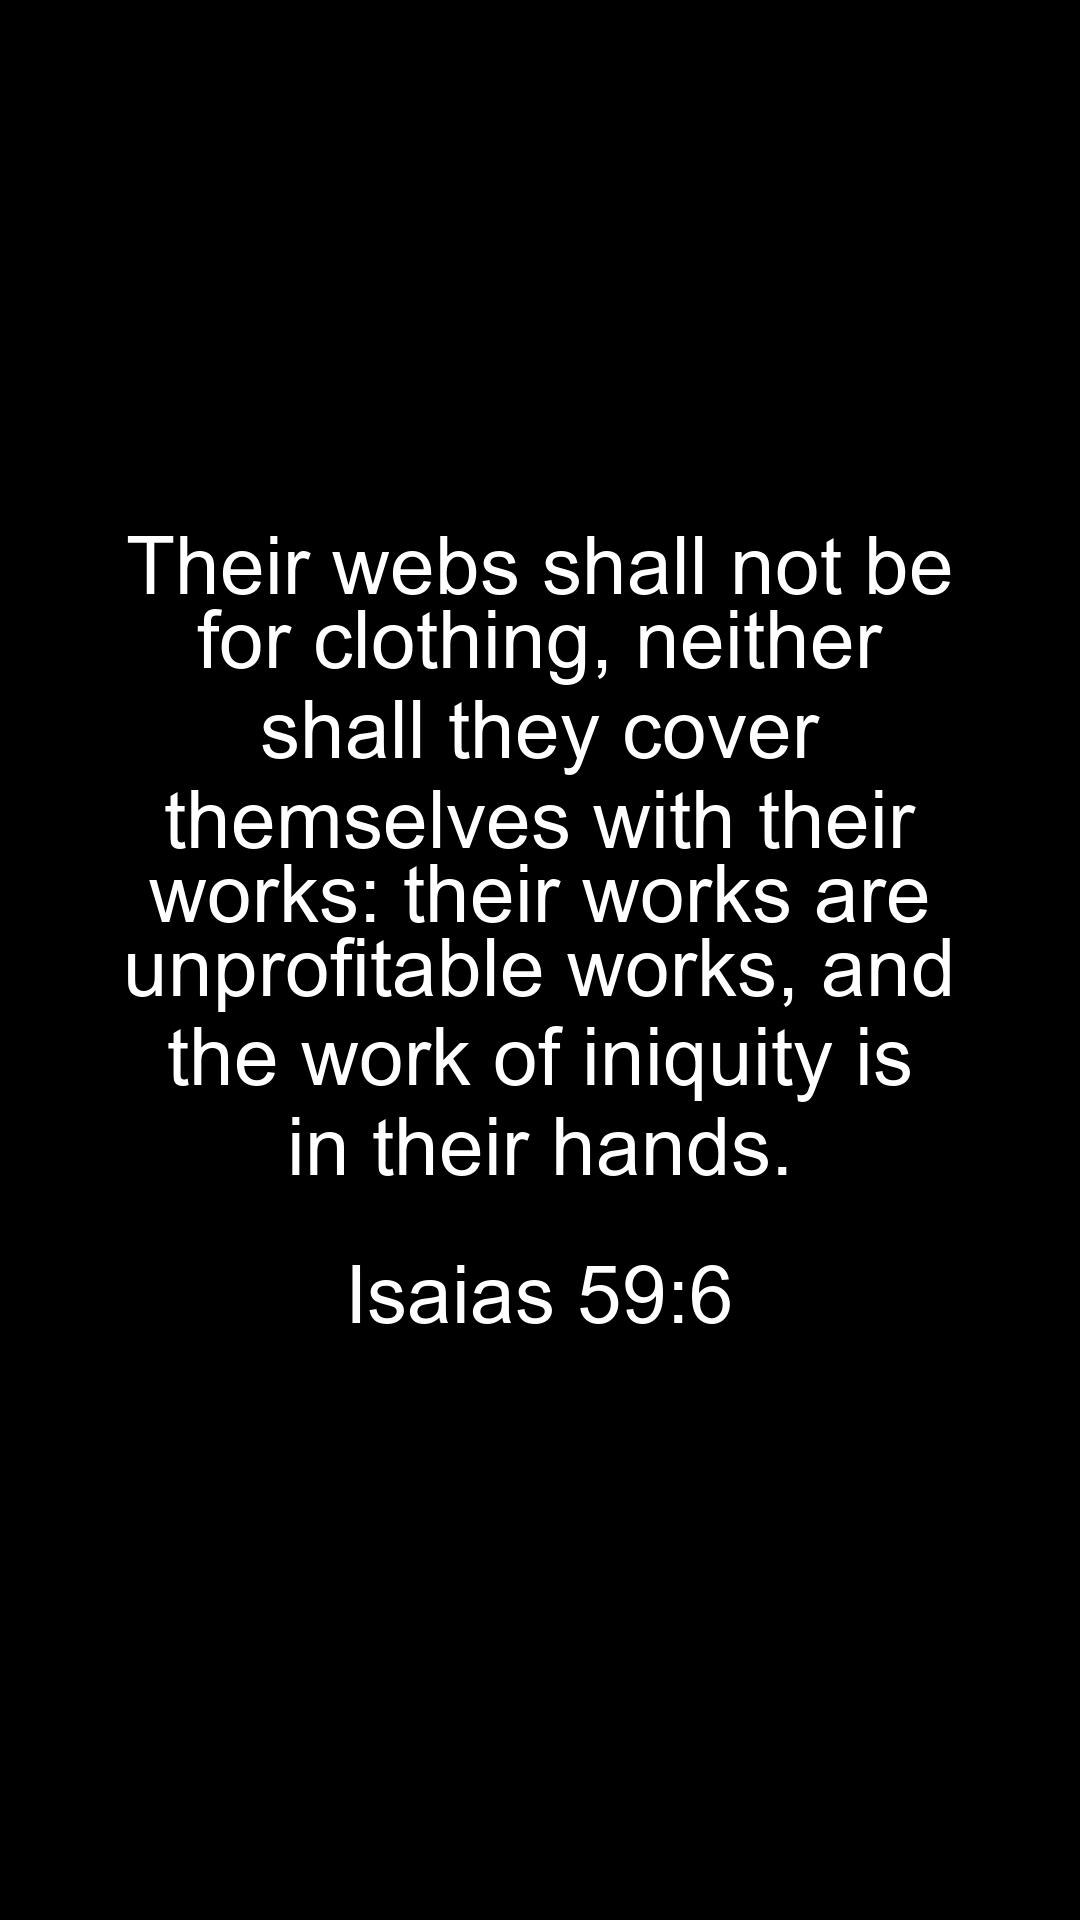 Their webs shall not be
for clothing, neither
shall they cover
themselves with their
works: their works are
unprofitable works, and
the work of iniquity is
in their hands.
Isaias 59:6